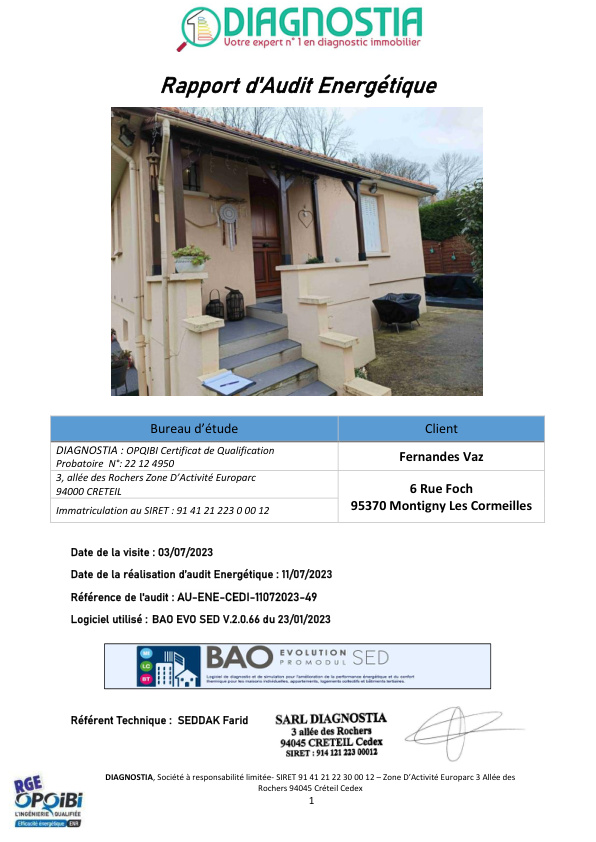 DIAGNOSTIA
Votre expert n°1 en diagnostic immobilier
Rapport d'Audit Energétique
Bureau d'étude
Client
DIAGNOSTIA : OPQIBI Certificat de Qualification
Probatoire N°: 22 12 4950
Fernandes Vaz
3, allée des Rochers Zone D'Activité Europarc
94000 CRETEIL
6 Rue Foch
95370 Montigny Les Cormeilles
Immatriculation au SIRET : 91 41 21 223 0 00 12
Date de la visite : 03/07/2023
Date de la réalisation d'audit Energétique : 11/07/2023
Référence de l'audit : AU-ENE-CEDI-11072023-49
Logiciel utilisé : BAO EVO SED V.2.0.66 du 23/01/2023
BAO EVOLUTION SED
PROMODUL
Logiciel de diagnostic et de simulation pour l'amélioration de la performance énergétique et du confort
thermique pour les maisons individuelles, appartements, logements collectifs et bâtiments tertiaires.
Référent Technique : SEDDAK Farid
SARL DIAGNOSTIA
3 allée des Rochers
94045 CRETEIL Cedex
SIRET : 914 121 223 00012
RGE
OPQIBI
L'INGÉNIERIE QUALIFIÉE
Efficacité énergétique ENR
DIAGNOSTIA, Société à responsabilité limitée- SIRET 91 41 21 22 30 00 12 – Zone D'Activité Europarc 3 Allée des
Rochers 94045 Créteil Cedex
1